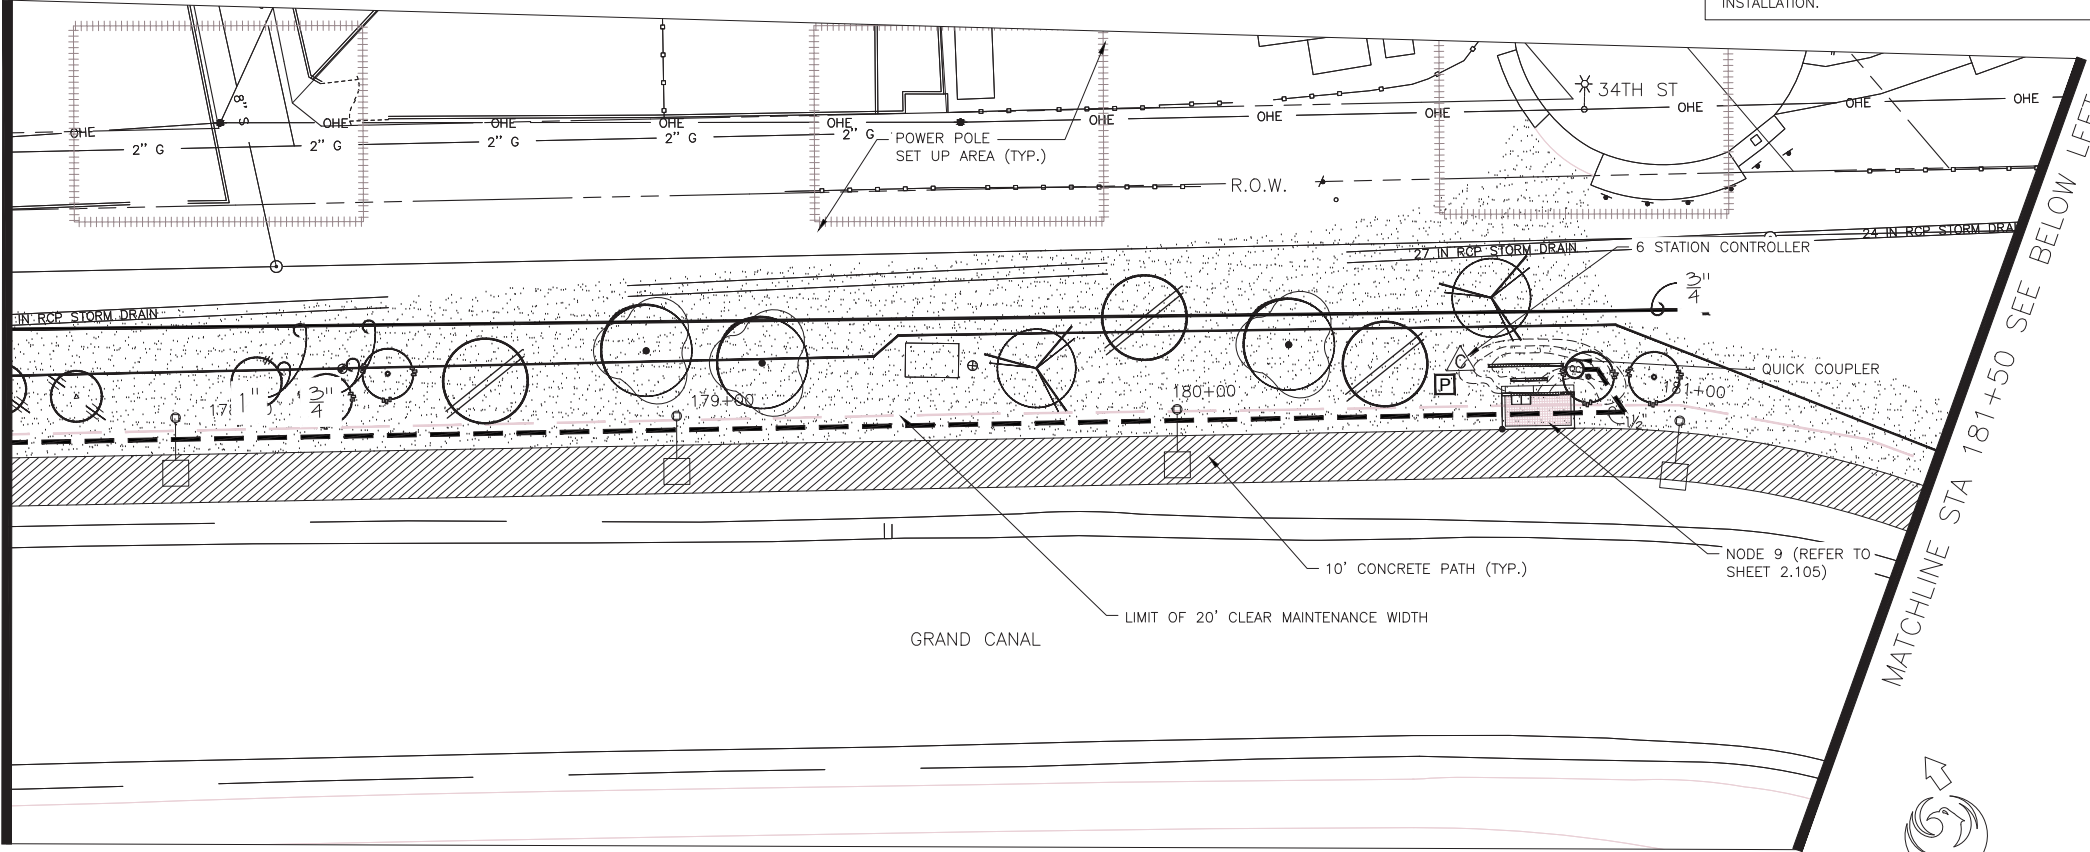 INSTALLATION.
34TH ST
OHE
OHE
OHE
OHE
OHE
OHE
OHE
OHE
OHE
OHE
OHE
OHE
8" S
2" G
2" G
2" G
2" G
2" G
POWER POLE
SET UP AREA (TYP.)
R.O.W.
24 IN RCP STORM DRA
27 IN RCP STORM DRAIN
6 STATION CONTROLLER
3"
4
IN RCP STORM DRAIN
C
QUICK COUPLER
P
1"
3"
4
179+00
180+00
181+00
1/2
NODE 9 (REFER TO
SHEET 2.105)
10' CONCRETE PATH (TYP.)
LIMIT OF 20' CLEAR MAINTENANCE WIDTH
GRAND CANAL
MATCHLINE STA 181+50 SEE BELOW LEFT